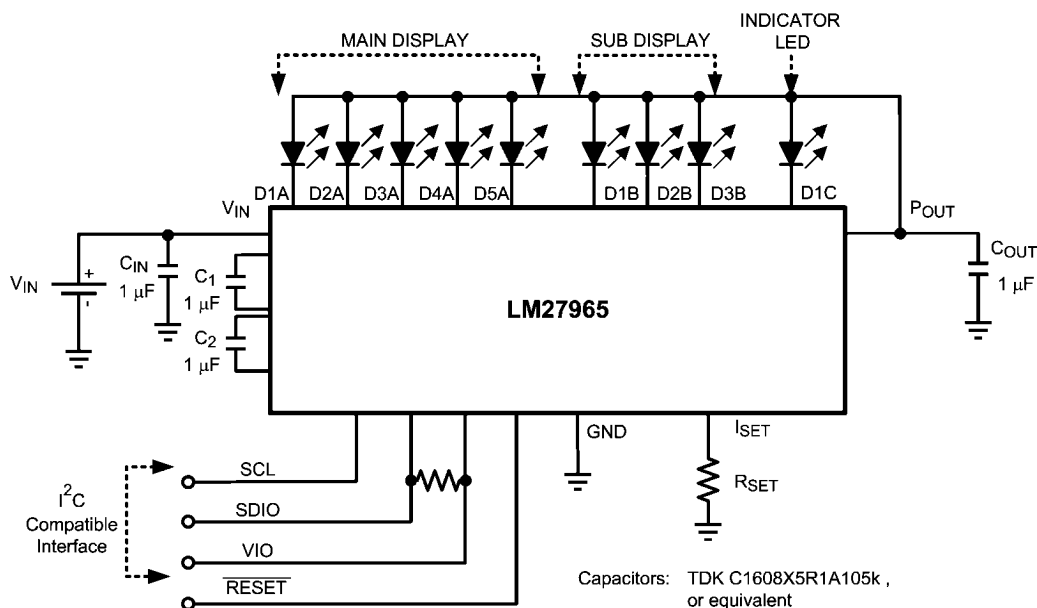 INDICATOR
LED
MAIN DISPLAY
SUB DISPLAY
D1A
D2A
D3A
D4A
D5A
D1B
D2B
D3B
D1C
VIN
POUT
VIN
+
-
CIN
1 µF
C1
1 µF
C2
1 µF
LM27965
COUT
1 µF
GND
ISET
RSET
I²C
Compatible
Interface
SCL
SDIO
VIO
RESET
Capacitors: TDK C1608X5R1A105k ,
or equivalent